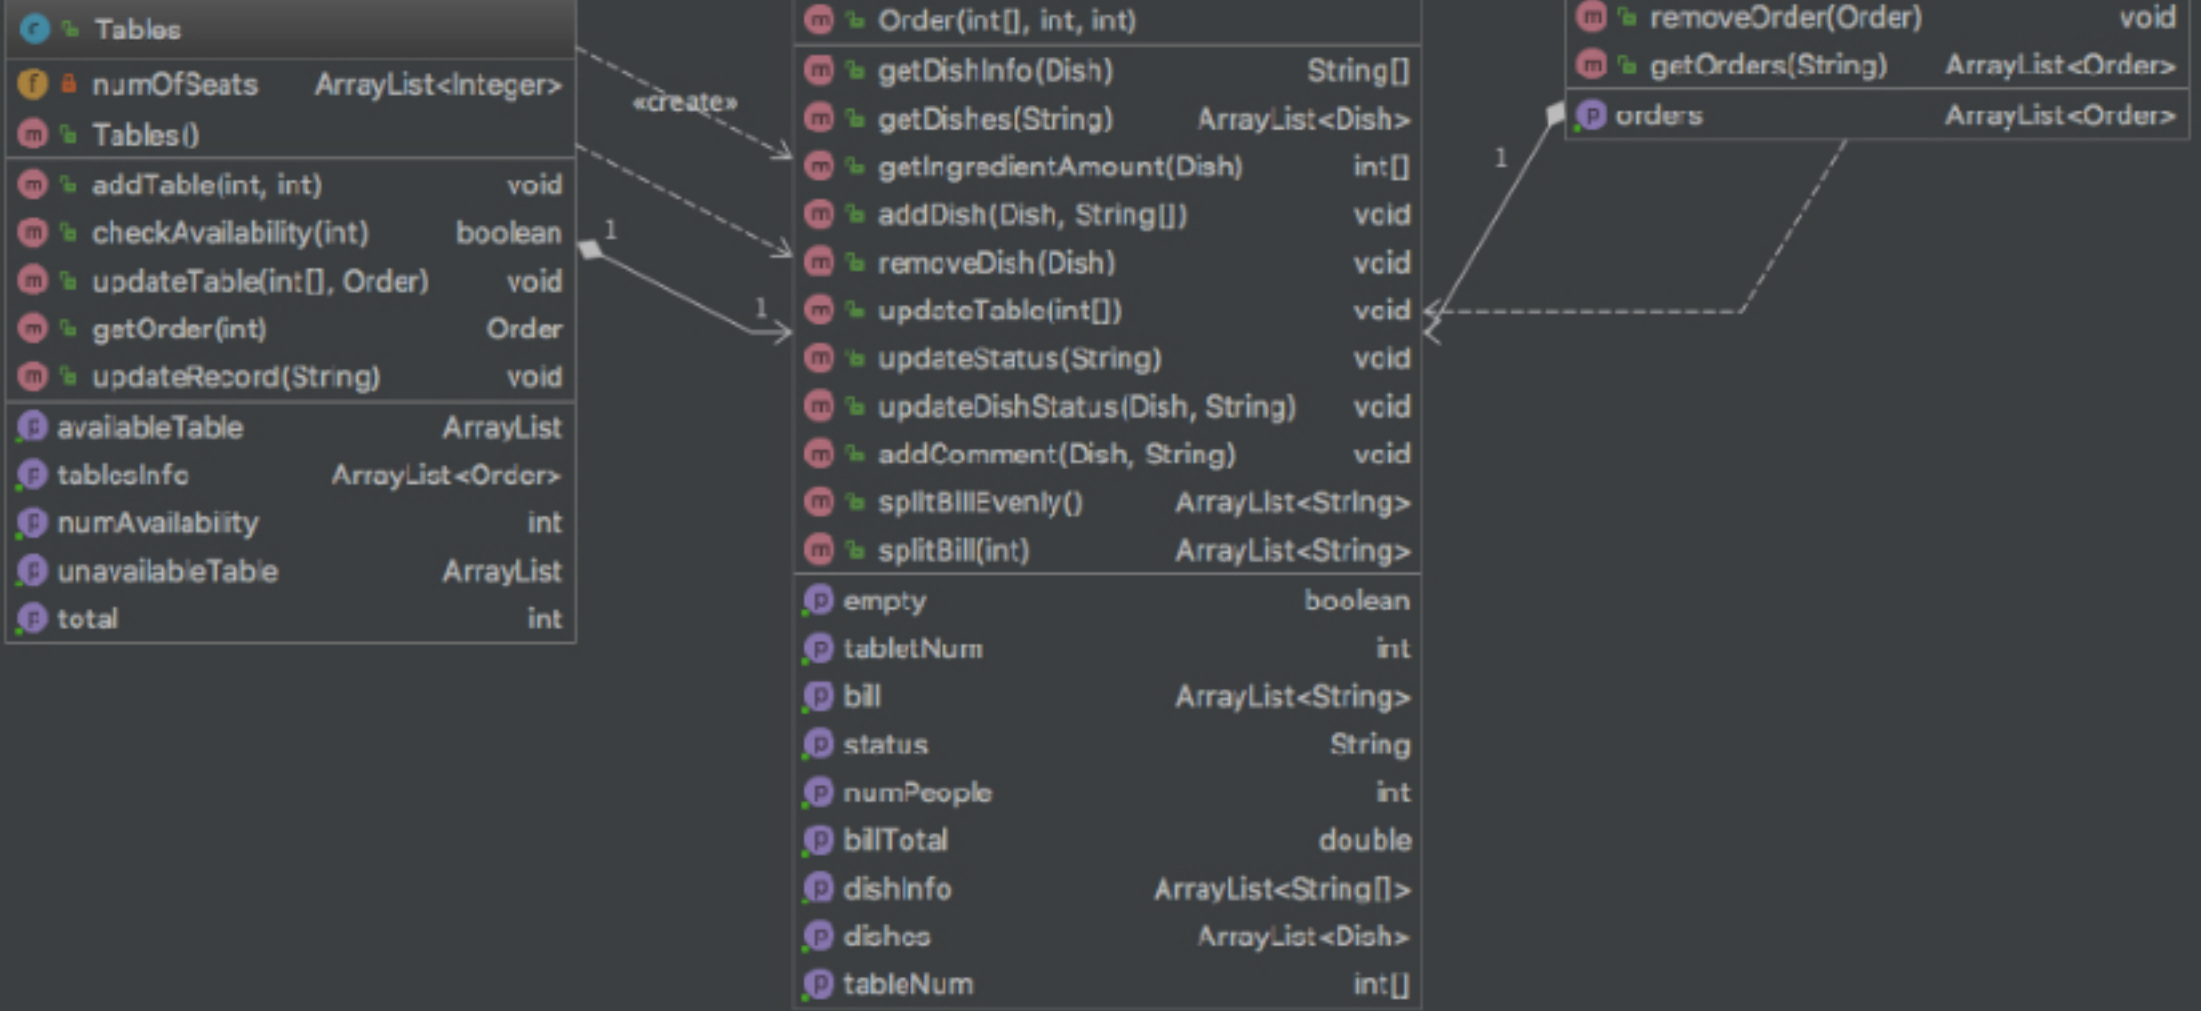 Tables
numOfSeats ArrayList<Integer>
Tables()
addTable(int, int) void
checkAvailability(int) boolean
updateTable(int[], Order) void
getOrder(int) Order
updateRecord(String) void
availableTable ArrayList
tablesInfo ArrayList<Order>
numAvailability int
unavailableTable ArrayList
total int
«create»
1
1
Order(int[], int, int)
getDishInfo(Dish) String[]
getDishes(String) ArrayList<Dish>
getIngredientAmount(Dish) int[]
addDish(Dish, String[]) void
removeDish(Dish) void
updateTable(int[]) void
updateStatus(String) void
updateDishStatus(Dish, String) void
addComment(Dish, String) void
splitBillEvenly() ArrayList<String>
splitBill(int) ArrayList<String>
empty boolean
tabletNum int
bill ArrayList<String>
status String
numPeople int
billTotal double
dishInfo ArrayList<String[]>
dishes ArrayList<Dish>
tableNum int[]
1
removeOrder(Order) void
getOrders(String) ArrayList<Order>
orders ArrayList<Order>